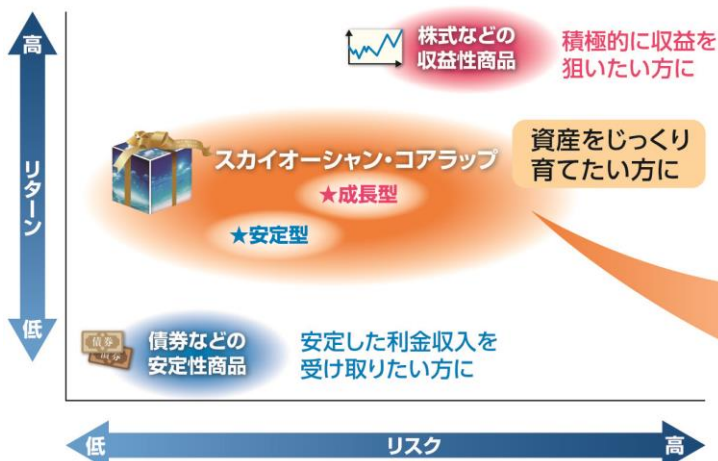 高
リターン
低
株式などの
収益性商品
積極的に収益を
狙いたい方に
スカイオーシャン・コアラップ
★成長型
★安定型
資産をじっくり
育てたい方に
債券
債券などの
安定性商品
安定した利金収入を
受け取りたい方に
低
リスク
高